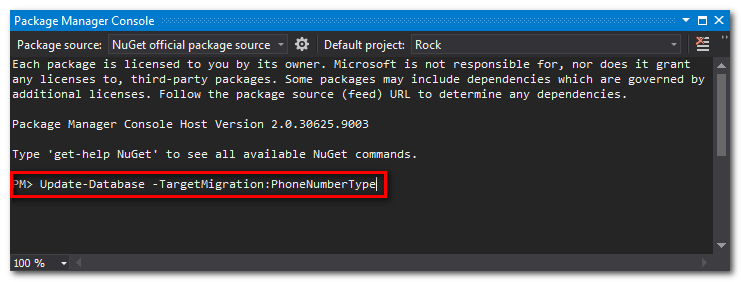 Package Manager Console
Package source: NuGet official package source Default project: Rock
Each package is licensed to you by its owner. Microsoft is not responsible for, nor does it grant
any licenses to, third-party packages. Some packages may include dependencies which are governed by
additional licenses. Follow the package source (feed) URL to determine any dependencies.
Package Manager Console Host Version 2.0.30625.9003
Type 'get-help NuGet' to see all available NuGet commands.
PM> Update-Database -TargetMigration:PhoneNumberType
100 %